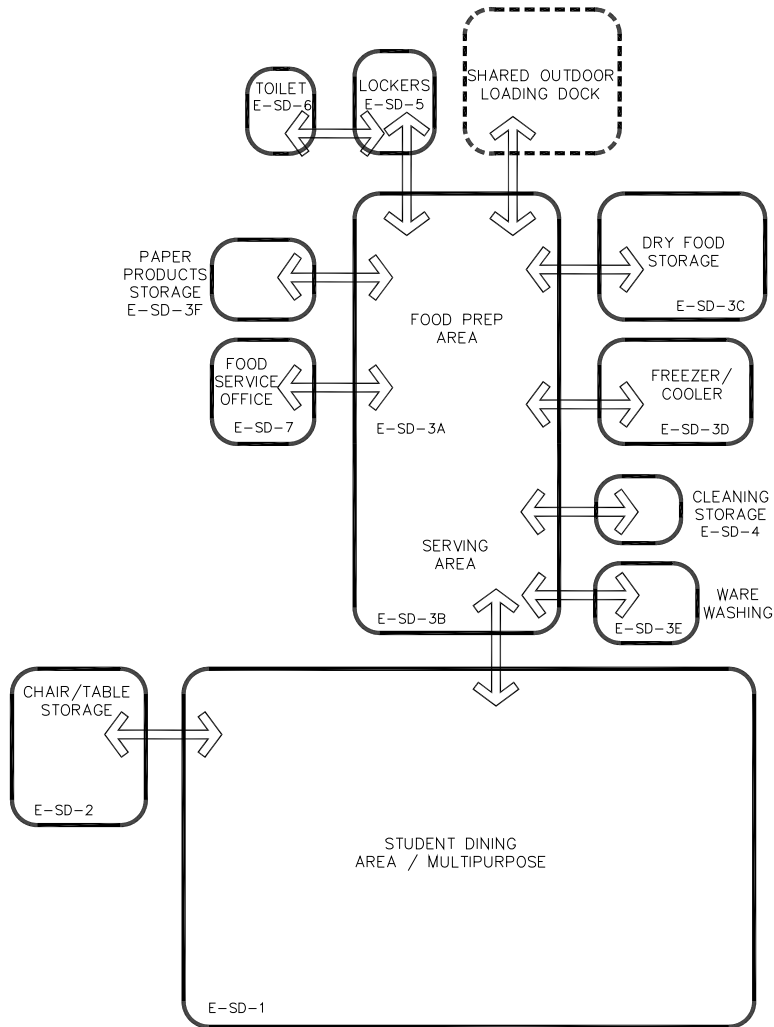 TOILET
E-SD-6
LOCKERS
E-SD-5
SHARED OUTDOOR
LOADING DOCK
PAPER
PRODUCTS
STORAGE
E-SD-3F
DRY FOOD
STORAGE
E-SD-3C
FOOD PREP
AREA
FOOD
SERVICE
OFFICE
E-SD-7
E-SD-3A
FREEZER/
COOLER
E-SD-3D
CLEANING
STORAGE
E-SD-4
SERVING
AREA
E-SD-3B
WARE
WASHING
E-SD-3E
CHAIR/TABLE
STORAGE
E-SD-2
STUDENT DINING
AREA / MULTIPURPOSE
E-SD-1